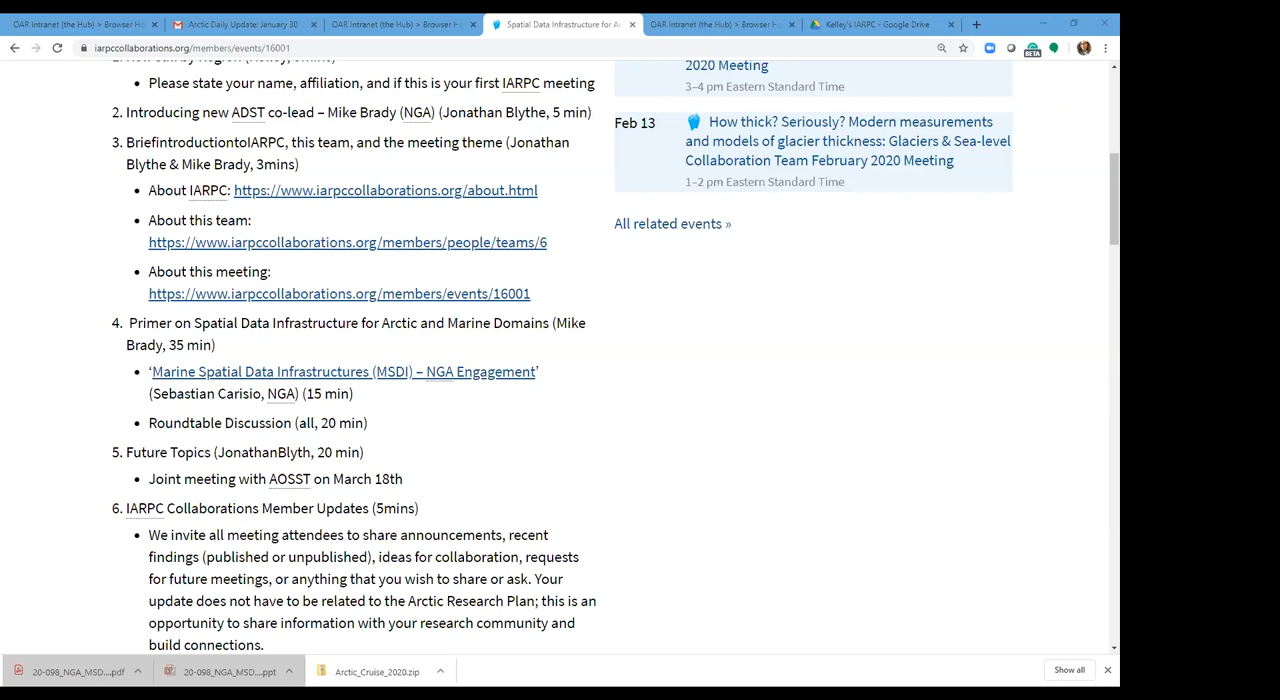 OAR Intranet (the Hub) > Browser Ho
Arctic Daily Update: January 30
OAR Intranet (the Hub) > Browser Ho
Spatial Data Infrastructure for Ar
OAR Intranet (the Hub) > Browser Ho
Kelley's IARPC - Google Drive
iarpccollaborations.org/members/events/16001
BETA
Please state your name, affiliation, and if this is your first IARPC meeting
2. Introducing new ADST co-lead – Mike Brady (NGA) (Jonathan Blythe, 5 min)
3. BriefintroductiontoIARPC, this team, and the meeting theme (Jonathan
Blythe & Mike Brady, 3mins)
• About IARPC: https://www.iarpccollaborations.org/about.html
• About this team:
https://www.iarpccollaborations.org/members/people/teams/6
• About this meeting:
https://www.iarpccollaborations.org/members/events/16001
4. Primer on Spatial Data Infrastructure for Arctic and Marine Domains (Mike
Brady, 35 min)
• ‘Marine Spatial Data Infrastructures (MSDI) – NGA Engagement’
(Sebastian Carisio, NGA) (15 min)
• Roundtable Discussion (all, 20 min)
5. Future Topics (JonathanBlyth, 20 min)
• Joint meeting with AOSST on March 18th
6. IARPC Collaborations Member Updates (5mins)
• We invite all meeting attendees to share announcements, recent
findings (published or unpublished), ideas for collaboration, requests
for future meetings, or anything that you wish to share or ask. Your
update does not have to be related to the Arctic Research Plan; this is an
opportunity to share information with your research community and
build connections.
2020 Meeting
3–4 pm Eastern Standard Time
Feb 13
How thick? Seriously? Modern measurements
and models of glacier thickness: Glaciers & Sea-level
Collaboration Team February 2020 Meeting
1–2 pm Eastern Standard Time
All related events »
20-098_NGA_MSD....pdf
20-098_NGA_MSD....ppt
Arctic_Cruise_2020.zip
Show all